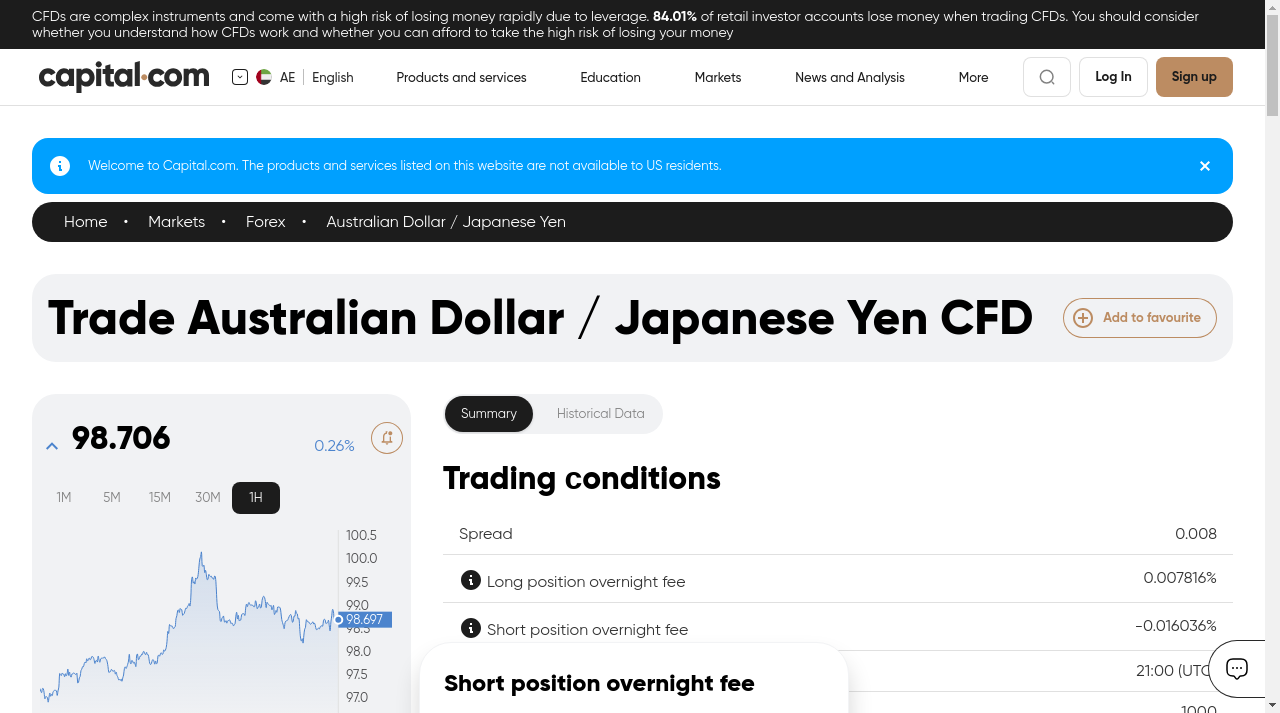 CFDs are complex instruments and come with a high risk of losing money rapidly due to leverage. 84.01% of retail investor accounts lose money when trading CFDs. You should consider
whether you understand how CFDs work and whether you can afford to take the high risk of losing your money
capital.com
AE
English
Products and services
Education
Markets
News and Analysis
More
Log In
Sign up
Welcome to Capital.com. The products and services listed on this website are not available to US residents.
Home • Markets • Forex • Australian Dollar / Japanese Yen
Trade Australian Dollar / Japanese Yen CFD
Add to favourite
98.706
0.26%
1M 5M 15M 30M 1H
100.5
100.0
99.5
99.0
98.697
98.5
98.0
97.5
97.0
Summary
Historical Data
Trading conditions
Spread 0.008
Long position overnight fee 0.007816%
Short position overnight fee -0.016036%
21:00 (UTC)
1000
Short position overnight fee